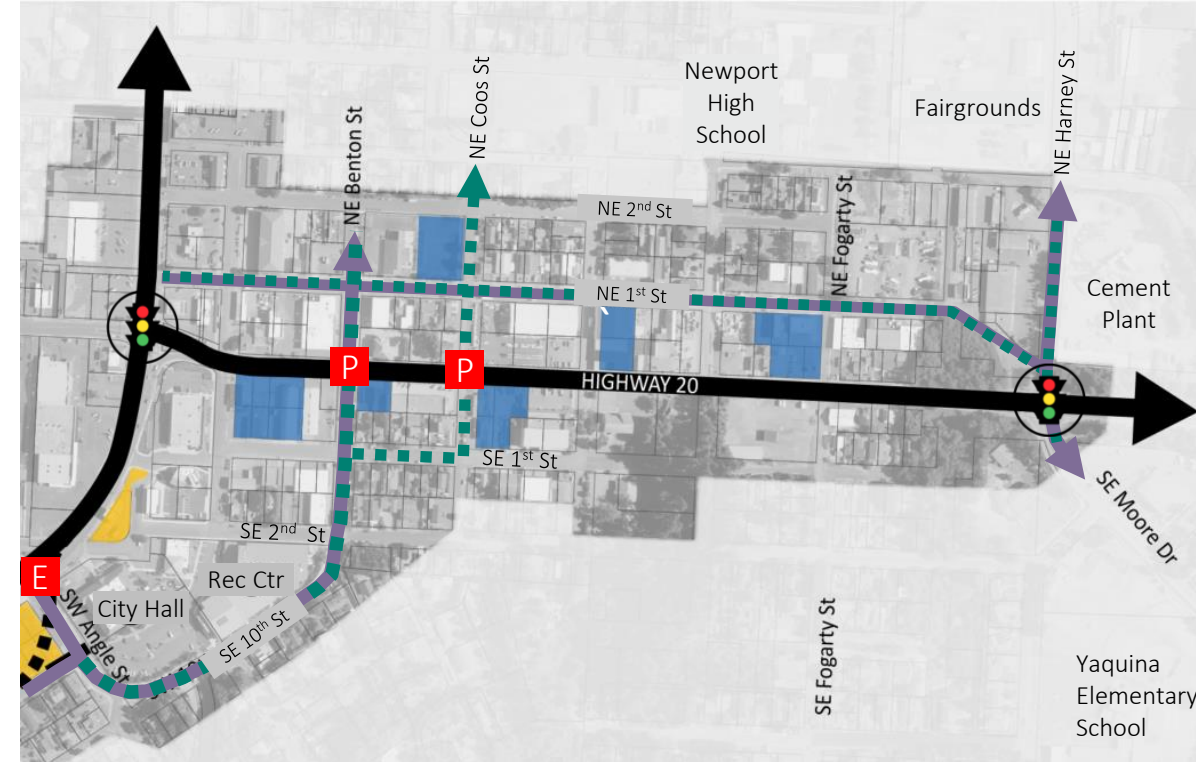 Newport
High
School
Fairgrounds
NE Harney St
NE Coos St
NE Benton St
NE 2nd St
NE Fogarty St
NE 1st St
Cement
Plant
P
P
HIGHWAY 20
SE 1st St
SE Moore Dr
SE 2nd St
E
Rec Ctr
City Hall
SW Angle St
SE 10th St
SE Fogarty St
Yaquina
Elementary
School